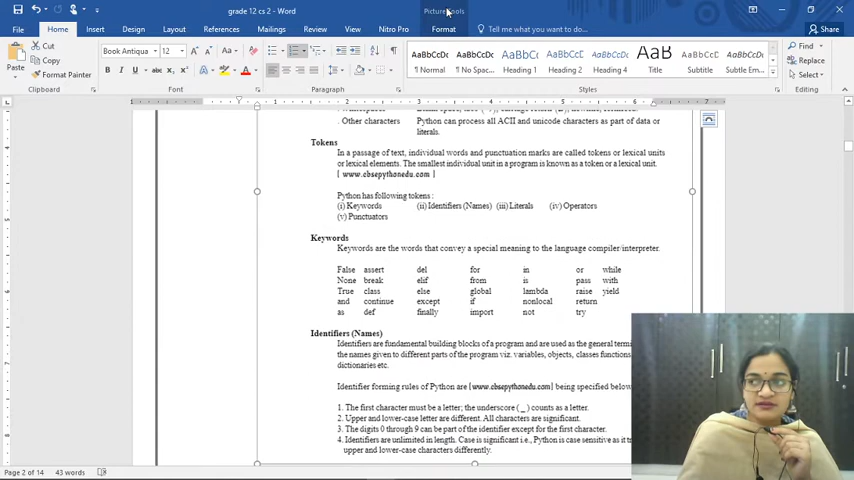 grade 12 cs 2 - Word
Picture Tools
File Home Insert Design Layout References Mailings Review View Nitro Pro Format Tell me what you want to do... Share
Cut
Copy
Format Painter
Paste
Clipboard
Book Antiqua 12
B I U
Font
Paragraph
AaBbCcDc AaBbCcDc AaBbC AaBbCc AaBbCcDc AaB AaBbCcD AaBbCcDc
¶ Normal ¶ No Spac... Heading 1 Heading 2 Heading 4 Title Subtitle Subtle Em...
Styles
Find
Replace
Select
Editing
. Other characters Python can process all ACII and unicode characters as part of data or
literals.
Tokens
In a passage of text, individual words and punctuation marks are called tokens or lexical units
or lexical elements. The smallest individual unit in a program is known as a token or a lexical unit.
[ www.cbsepythonedu.com ]
Python has following tokens :
(i) Keywords (ii) Identifiers (Names) (iii) Literals (iv) Operators
(v) Punctuators
Keywords
Keywords are the words that convey a special meaning to the language compiler/interpreter.
False assert del for in or while
None break elif from is pass with
True class else global lambda raise yield
and continue except if nonlocal return
as def finally import not try
Identifiers (Names)
Identifiers are fundamental building blocks of a program and are used as the general
the names given to different parts of the program viz. variables, objects, classes functions
dictionaries etc.
Identifier forming rules of Python are [www.cbsepythonedu.com] being specified below
1. The first character must be a letter; the underscore ( _ ) counts as a letter.
2. Upper and lower-case letter are different. All characters are significant.
3. The digits 0 through 9 can be part of the identifier except for the first character.
4. Identifiers are unlimited in length. Case is significant i.e., Python is case sensitive as it
upper and lower-case characters differently.
Page 2 of 14 43 words